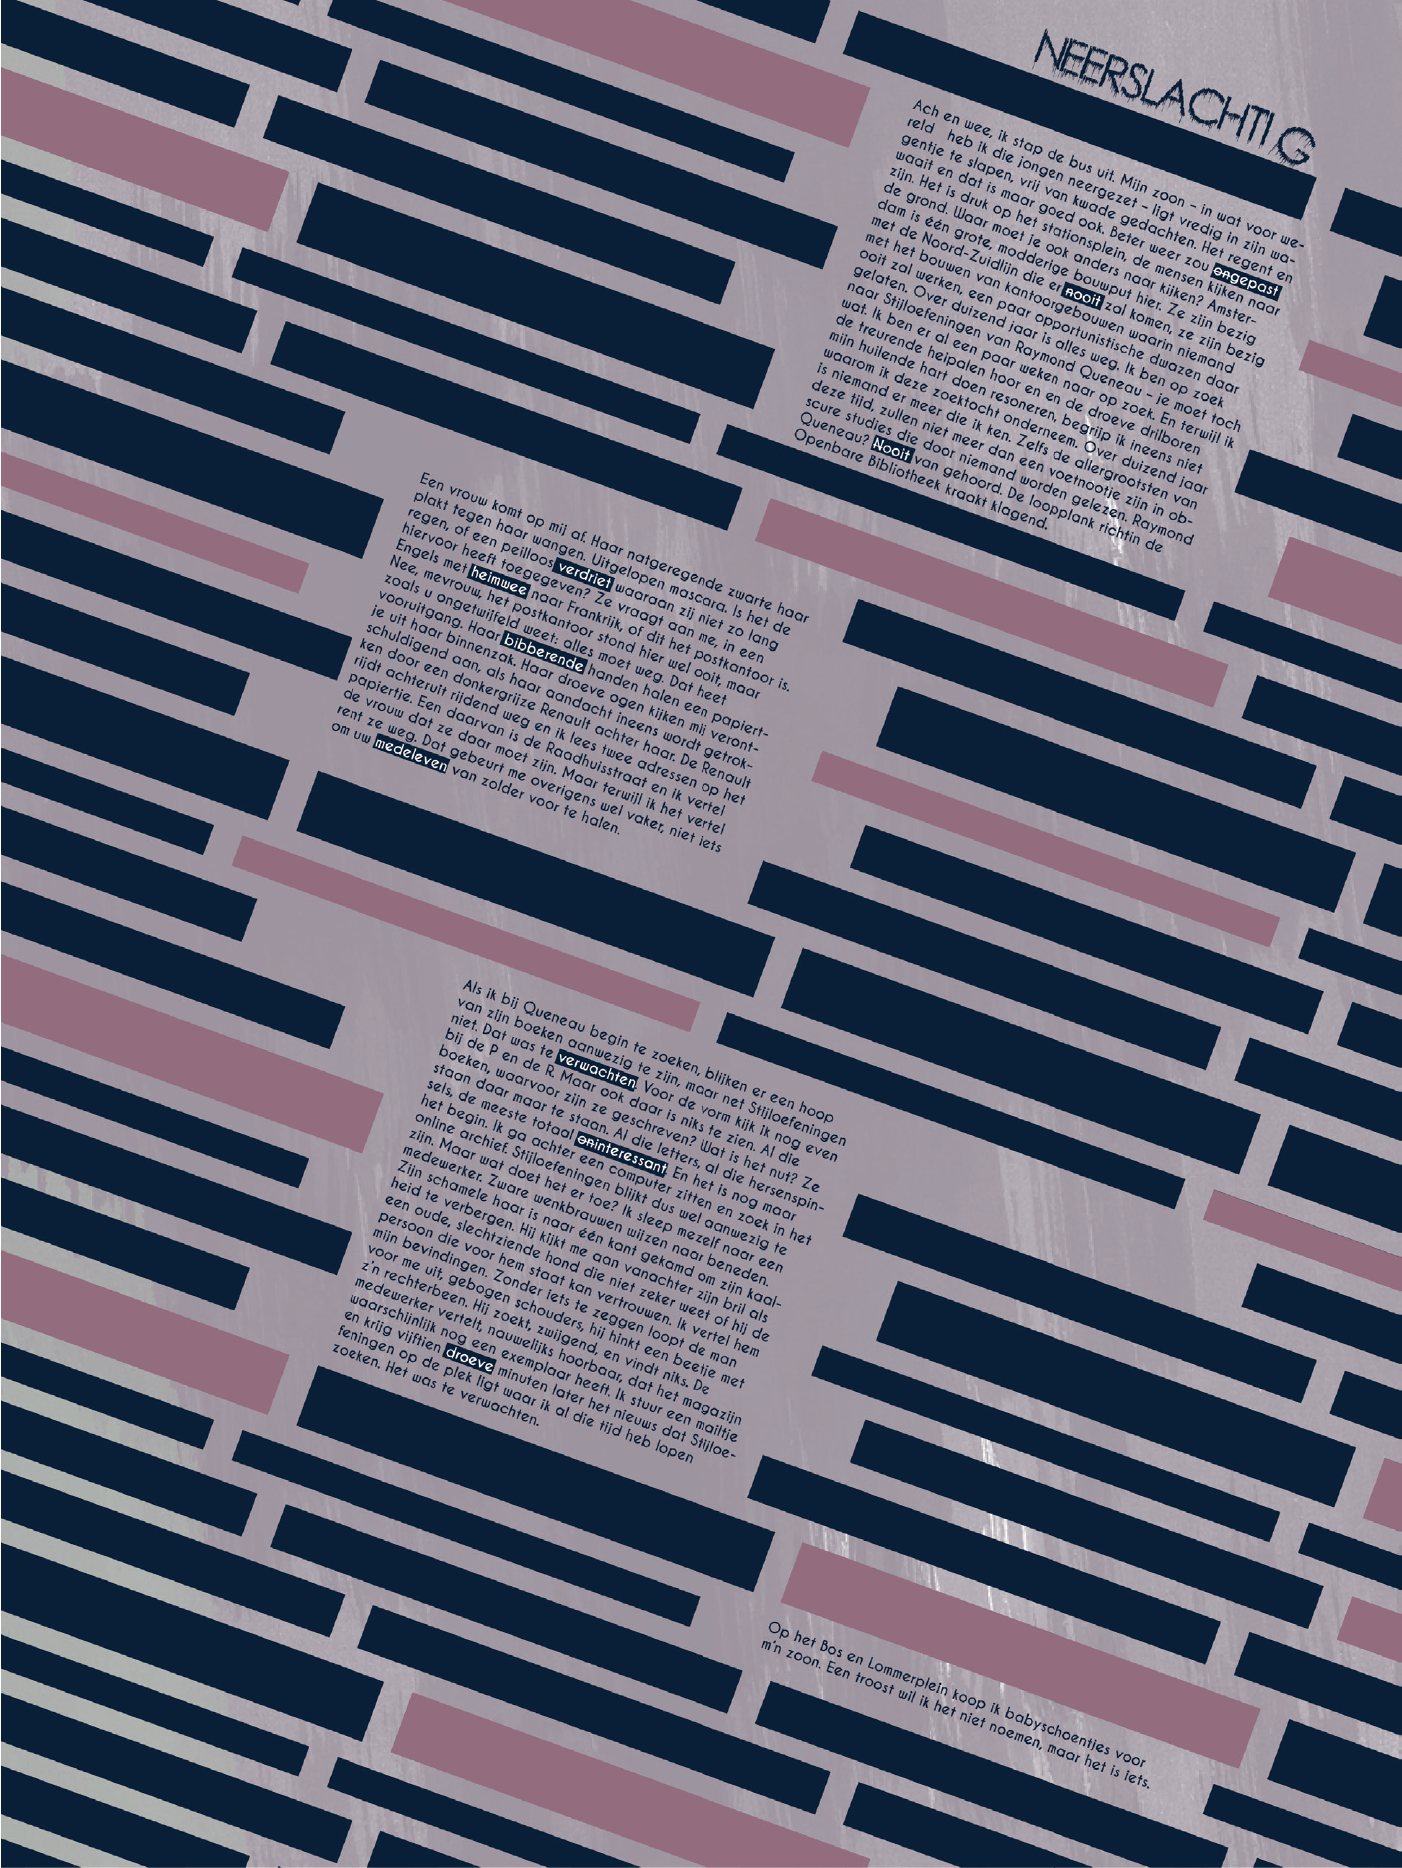 NEERSLACHTIG
Ach en wee, ik stap de bus uit. Mijn zoon – in wat voor we-
reld heb ik die jongen neergezet – ligt vredig in zijn wa-
gentje te slapen, vrij van kwade gedachten. Het regent en
waait en dat is maar goed ook. Beter weer zou ongepast
zijn. Het is druk op het stationsplein, de mensen kijken naar
de grond. Waar moet je ook anders naar kijken? Amster-
dam is één grote, modderige bouwput hier. Ze zijn bezig
met de Noord-Zuidlijn die er nooit zal komen, ze zijn bezig
met het bouwen van kantoorgebouwen waarin niemand
ooit zal werken, een paar opportunistische dwazen daar
gelaten. Over duizend jaar is alles weg. Ik ben op zoek
naar Stijloefeningen van Raymond Queneau – je moet toch
wat. Ik ben er al een paar weken naar op zoek. En terwijl ik
de treurende heipalen hoor en en de droeve drilboren
mijn huilende hart doen resoneren, begrijp ik ineens niet
waarom ik deze zoektocht onderneem. Over duizend jaar
is niemand er meer die ik ken. Zelfs de allergrootsten van
deze tijd, zullen niet meer dan een voetnootje zijn in ob-
scure studies die door niemand worden gelezen. Raymond
Queneau? Nooit van gehoord. De loopplank richtin de
Openbare Bibliotheek kraakt klagend.
Een vrouw komt op mij af. Haar natgeregende zwarte haar
plakt tegen haar wangen. Uitgelopen mascara. Is het de
regen, of een peilloos verdriet waaraan zij niet zo lang
hiervoor heeft toegegeven? Ze vraagt aan me, in een
Engels met heimwee naar Frankrijk, of dit het postkantoor is.
Nee, mevrouw, het postkantoor stond hier wel ooit, maar
zoals u ongetwijfeld weet: alles moet weg. Dat heet
vooruitgang. Haar bibberende handen halen een papiert-
je uit haar binnenzak. Haar droeve ogen kijken mij veront-
schuldigend aan, als haar aandacht ineens wordt getrok-
ken door een donkergrijze Renault achter haar. De Renault
rijdt achteruit rijdend weg en ik lees twee adressen op het
papiertje. Een daarvan is de Raadhuisstraat en ik vertel
de vrouw dat ze daar moet zijn. Maar terwijl ik het vertel
rent ze weg. Dat gebeurt me overigens wel vaker, niet iets
om uw medeleven van zolder voor te halen.
Als ik bij Queneau begin te zoeken, blijken er een hoop
van zijn boeken aanwezig te zijn, maar net Stijloefeningen
niet. Dat was te verwachten. Voor de vorm kijk ik nog even
bij de P en de R. Maar ook daar is niks te zien. Al die
boeken, waarvoor zijn ze geschreven? Wat is het nut? Ze
staan daar maar te staan. Al die letters, al die hersenspin-
sels, de meeste totaal oninteressant. En het is nog maar
het begin. Ik ga achter een computer zitten en zoek in het
online archief. Stijloefeningen blijkt dus wel aanwezig te
zijn. Maar wat doet het er toe? Ik sleep mezelf naar een
medewerker. Zware wenkbrauwen wijzen naar beneden.
Zijn schamele haar is naar één kant gekamd om zijn kaal-
heid te verbergen. Hij kijkt me aan vanachter zijn bril als
een oude, slechtziende hond die niet zeker weet of hij de
persoon die voor hem staat kan vertrouwen. Ik vertel hem
mijn bevindingen. Zonder iets te zeggen loopt de man
voor me uit, gebogen schouders, hij hinkt een beetje met
z'n rechterbeen. Hij zoekt, zwijgend, en vindt niks. De
medewerker vertelt, nauwelijks hoorbaar, dat het magazijn
waarschijnlijk nog een exemplaar heeft. Ik stuur een mailtje
en krijg vijftien droeve minuten later het nieuws dat Stijloe-
feningen op de plek ligt waar ik al die tijd heb lopen
zoeken. Het was te verwachten.
Op het Bos en Lommerplein koop ik babyschoentjes voor
m'n zoon. Een troost wil ik het niet noemen, maar het is iets.